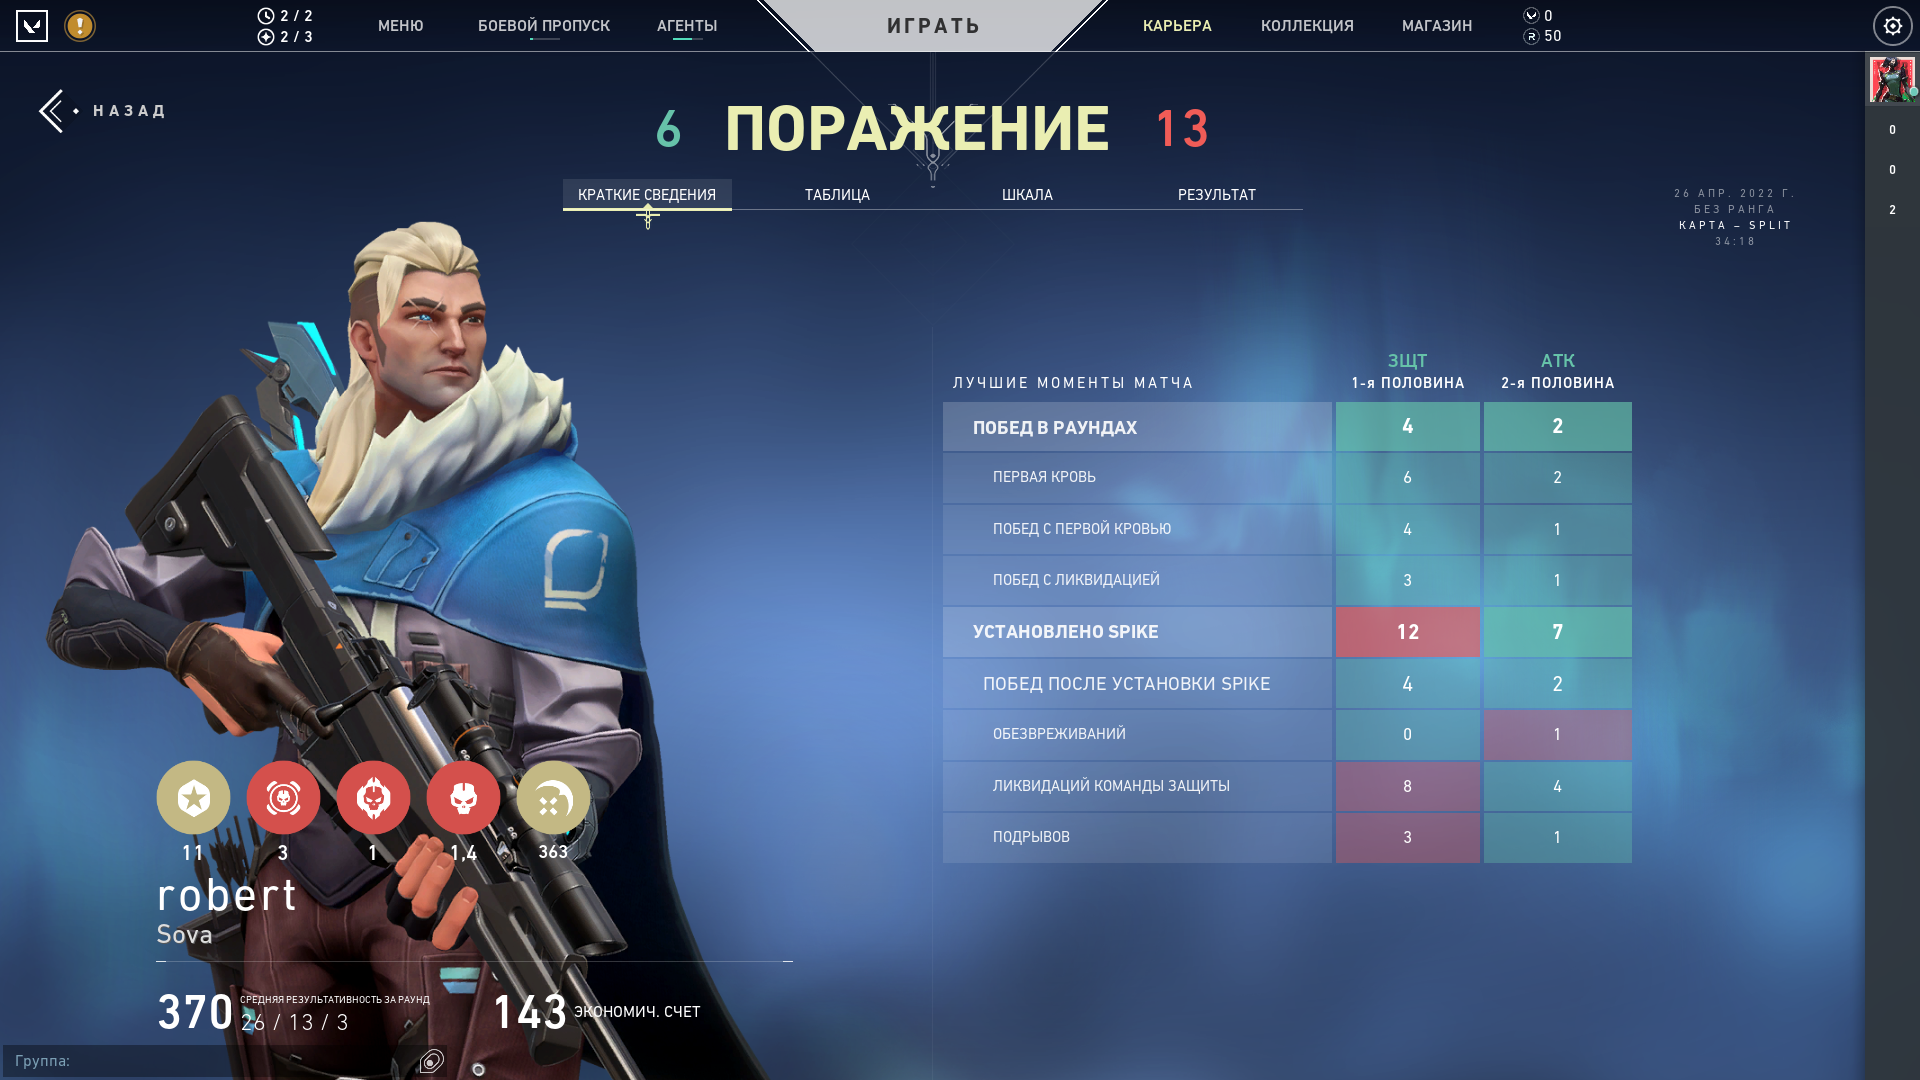 2 / 2
2 / 3
МЕНЮ
БОЕВОЙ ПРОПУСК
АГЕНТЫ
ИГРАТЬ
КАРЬЕРА
КОЛЛЕКЦИЯ
МАГАЗИН
0
50
НАЗАД
6 ПОРАЖЕНИЕ 13
КРАТКИЕ СВЕДЕНИЯ
ТАБЛИЦА
ШКАЛА
РЕЗУЛЬТАТ
26 АПР. 2022 Г.
БЕЗ РАНГА
КАРТА – SPLIT
34:18
0
0
2
ЗЩТ АТК
ЛУЧШИЕ МОМЕНТЫ МАТЧА 1-я ПОЛОВИНА 2-я ПОЛОВИНА
ПОБЕД В РАУНДАХ 4 2
ПЕРВАЯ КРОВЬ 6 2
ПОБЕД С ПЕРВОЙ КРОВЬЮ 4 1
ПОБЕД С ЛИКВИДАЦИЕЙ 3 1
УСТАНОВЛЕНО SPIKE 12 7
ПОБЕД ПОСЛЕ УСТАНОВКИ SPIKE 4 2
ОБЕЗВРЕЖИВАНИЙ 0 1
ЛИКВИДАЦИЙ КОМАНДЫ ЗАЩИТЫ 8 4
ПОДРЫВОВ 3 1
11 3 1 1,4 363
robert
Sova
370 СРЕДНЯЯ РЕЗУЛЬТАТИВНОСТЬ ЗА РАУНД
26 / 13 / 3
143 ЭКОНОМИЧ. СЧЕТ
Группа: